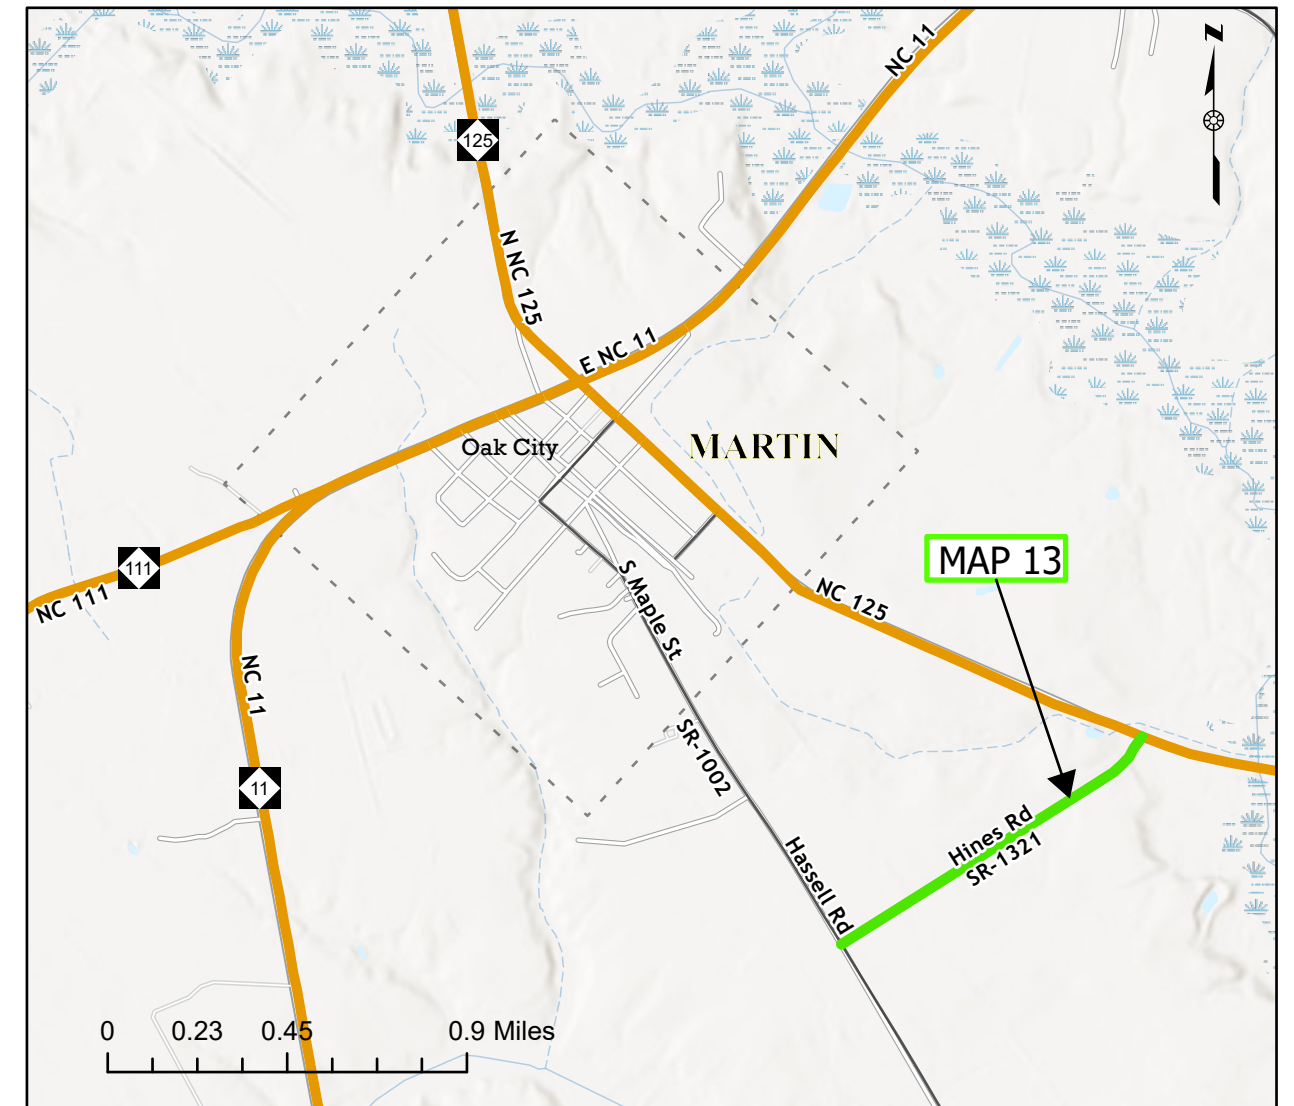 NC 11
N
125
N NC 125
E NC 11
Oak City
MARTIN
MAP 13
111
NC 111
S Maple St
NC 125
NC 11
SR-1002
11
Hines Rd
SR-1321
Hassell Rd
0 0.23 0.45 0.9 Miles